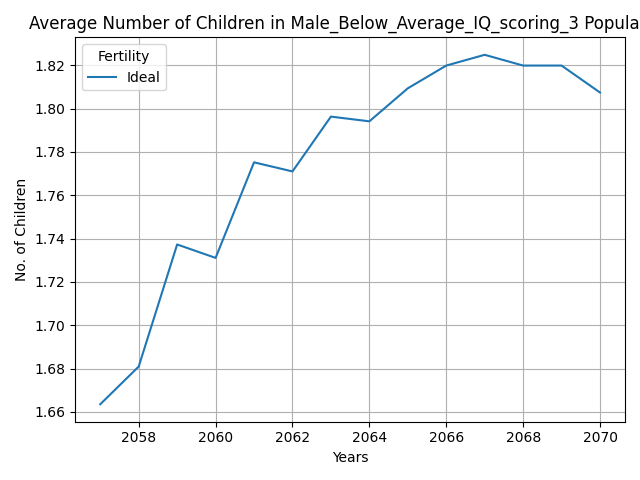 Average Number of Children in Male_Below_Average_IQ_scoring_3 Popula
Fertility
Ideal
1.82
1.80
1.78
1.76
1.74
1.72
1.70
1.68
1.66
No. of Children
2058 2060 2062 2064 2066 2068 2070
Years